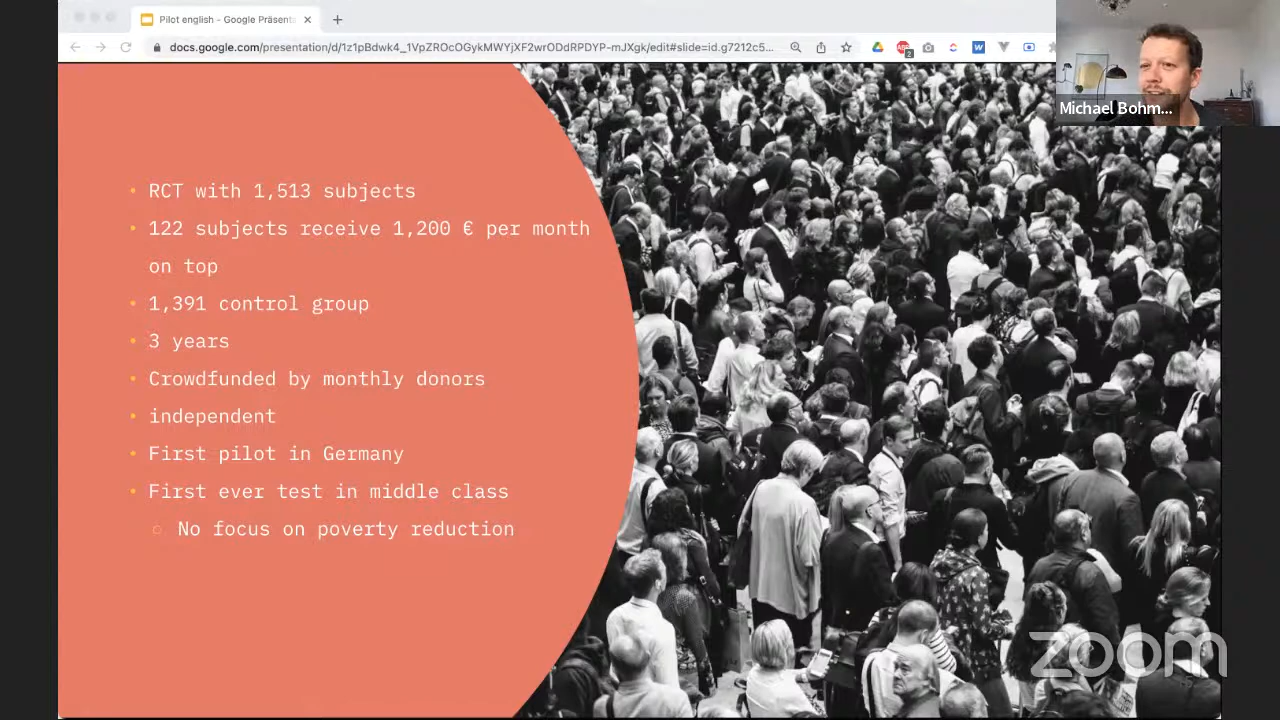 Pilot english - Google Präsenta
docs.google.com/presentation/d/1z1pBdwk4_1VpZROcOGykMWYjXF2wrODdRPDYP-mJXgk/edit#slide=id.g7212c5...
ABP
2
W
Michael Bohm...
• RCT with 1,513 subjects
• 122 subjects receive 1,200 € per month
on top
• 1,391 control group
• 3 years
• Crowdfunded by monthly donors
• independent
• First pilot in Germany
• First ever test in middle class
○ No focus on poverty reduction
zoom